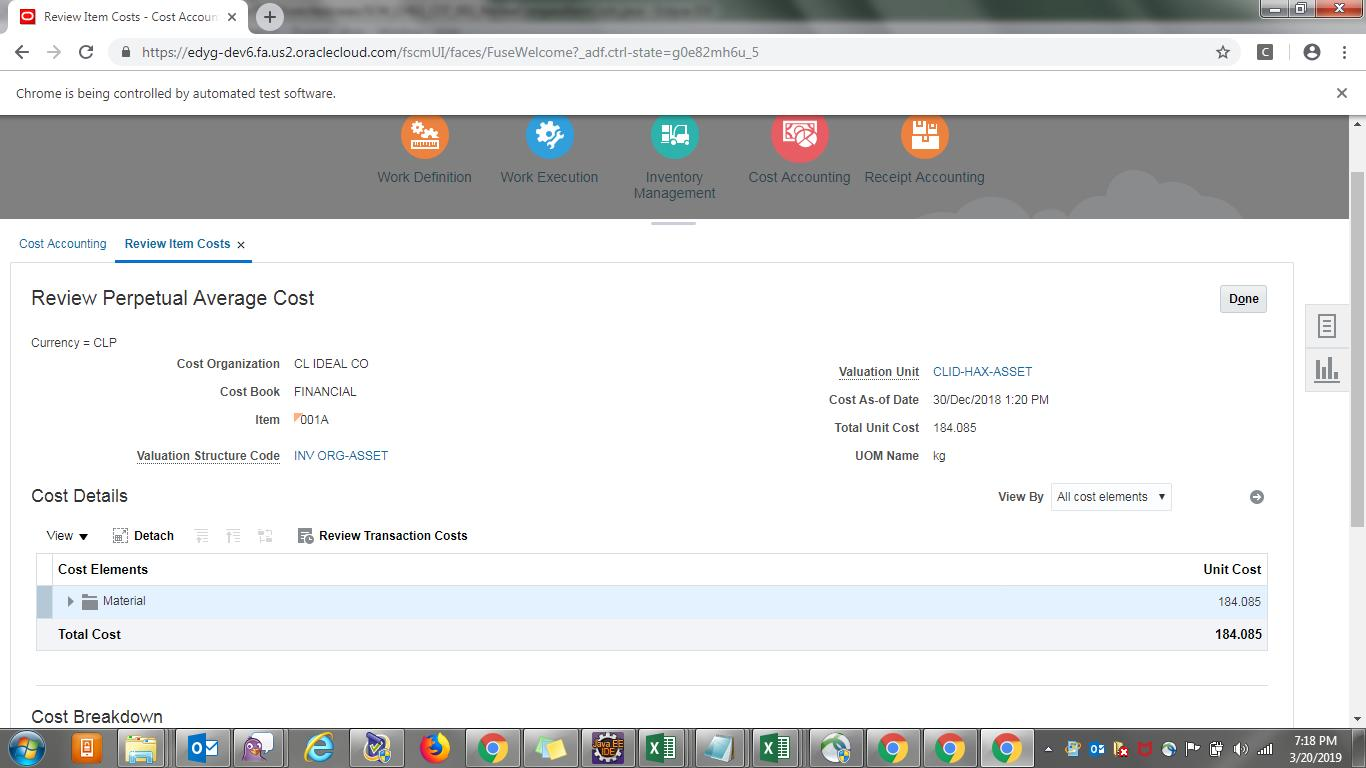 Review Item Costs - Cost Accoun
https://edyg-dev6.fa.us2.oraclecloud.com/fscmUI/faces/FuseWelcome?_adf.ctrl-state=g0e82mh6u_5
Chrome is being controlled by automated test software.
Work Definition
Work Execution
Inventory
Management
Cost Accounting
Receipt Accounting
Cost Accounting
Review Item Costs
Review Perpetual Average Cost
Done
Currency = CLP
Cost Organization CL IDEAL CO
Cost Book FINANCIAL
Item 001A
Valuation Structure Code INV ORG-ASSET
Valuation Unit CLID-HAX-ASSET
Cost As-of Date 30/Dec/2018 1:20 PM
Total Unit Cost 184.085
UOM Name kg
Cost Details
View By All cost elements
View
Detach
Review Transaction Costs
Cost Elements Unit Cost
Material 184.085
Total Cost 184.085
Cost Breakdown
Java EE
IDE
7:18 PM
3/20/2019